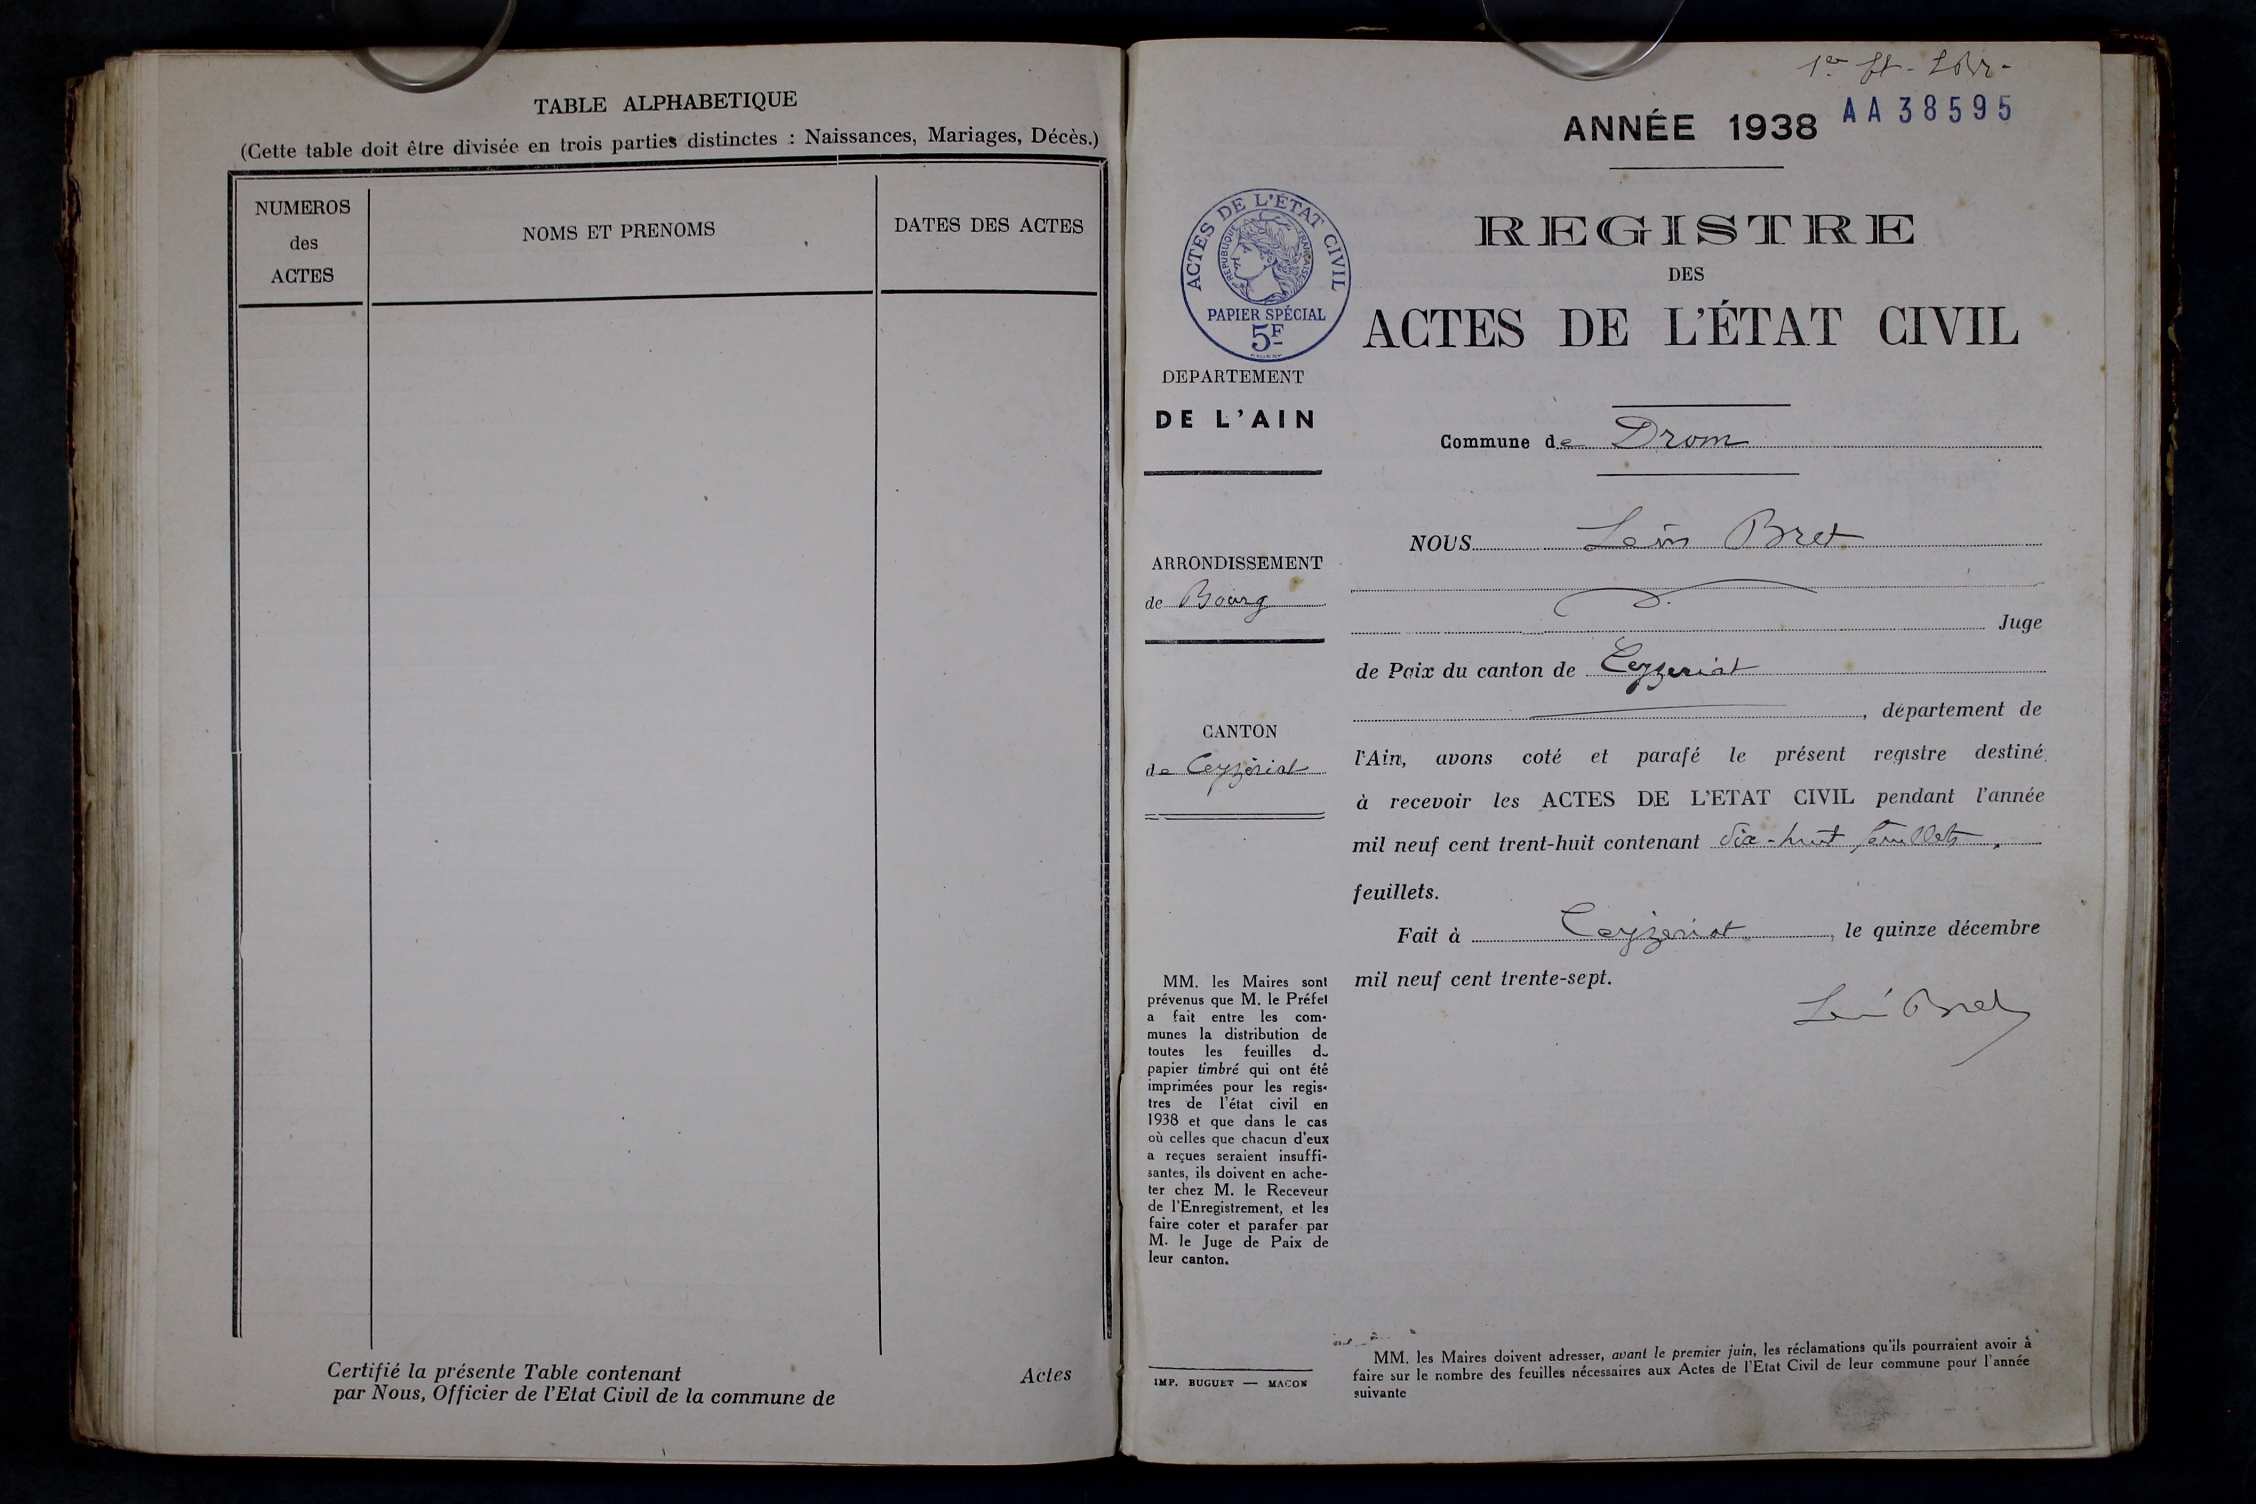 TABLE ALPHABETIQUE
(Cette table doit être divisée en trois parties distinctes : Naissances, Mariages, Décès.)
NUMEROS
des
ACTES
NOMS ET PRENOMS
DATES DES ACTES
Certifié la présente Table contenant Actes
par Nous, Officier de l'Etat Civil de la commune de
1er ft -
ANNÉE 1938
AA 38595
ACTES DE L'ÉTAT CIVIL
RÉPUBLIQUE FRANÇAISE
PAPIER SPÉCIAL
5F
REGISTRE
DES
ACTES DE L'ÉTAT CIVIL
DEPARTEMENT
DE L'AIN
Commune de Drom
ARRONDISSEMENT
de Bourg
CANTON
de Ceyzériat
NOUS Léon Bret
Juge
de Paix du canton de Ceyzeriat
, département de
l'Ain, avons coté et parafé le présent registre destiné
à recevoir les ACTES DE L'ETAT CIVIL pendant l'année
mil neuf cent trent-huit contenant dix-huit feuillets,
feuillets.
Fait à Ceyzeriat, le quinze décembre
mil neuf cent trente-sept.
Léon Bret
MM. les Maires sont
prévenus que M. le Préfet
a fait entre les com-
munes la distribution de
toutes les feuilles du
papier timbré qui ont été
imprimées pour les regis-
tres de l'état civil en
1938 et que dans le cas
où celles que chacun d'eux
a reçues seraient insuffi-
santes, ils doivent en ache-
ter chez M. le Receveur
de l'Enregistrement, et les
faire coter et parafer par
M. le Juge de Paix de
leur canton.
IMP. BUGUET — MACON
MM. les Maires doivent adresser, avant le premier juin, les réclamations qu'ils pourraient avoir à
faire sur le nombre des feuilles nécessaires aux Actes de l'Etat Civil de leur commune pour l'année
suivante